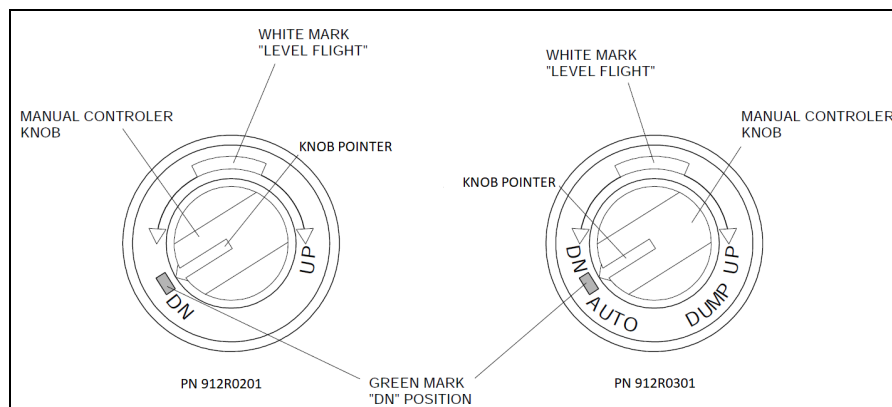 WHITE MARK
"LEVEL FLIGHT"
MANUAL CONTROLER
KNOB
KNOB POINTER
UP
DN
PN 912R0201
WHITE MARK
"LEVEL FLIGHT"
MANUAL CONTROLER
KNOB
KNOB POINTER
DN
AUTO
DUMP
UP
PN 912R0301
GREEN MARK
"DN" POSITION